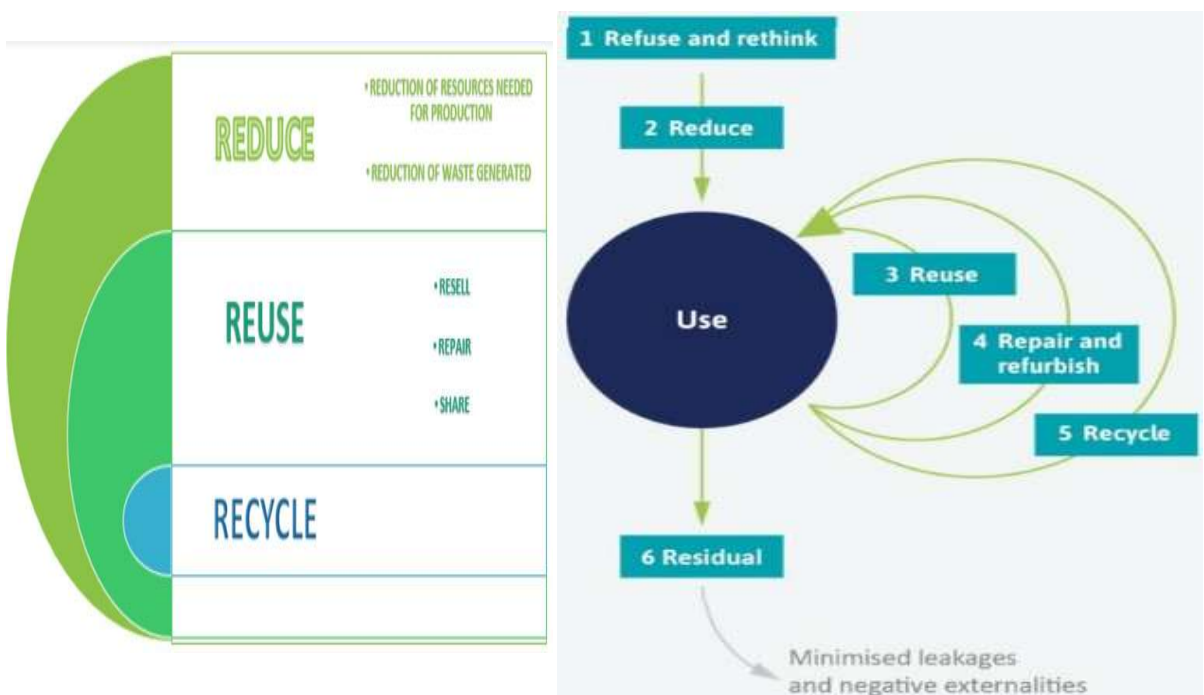 REDUCE
•REDUCTION OF RESOURCES NEEDED
FOR PRODUCTION
•REDUCTION OF WASTE GENERATED
REUSE
•RESELL
•REPAIR
•SHARE
RECYCLE
1 Refuse and rethink
2 Reduce
Use
3 Reuse
4 Repair and
refurbish
5 Recycle
6 Residual
Minimised leakages
and negative externalities